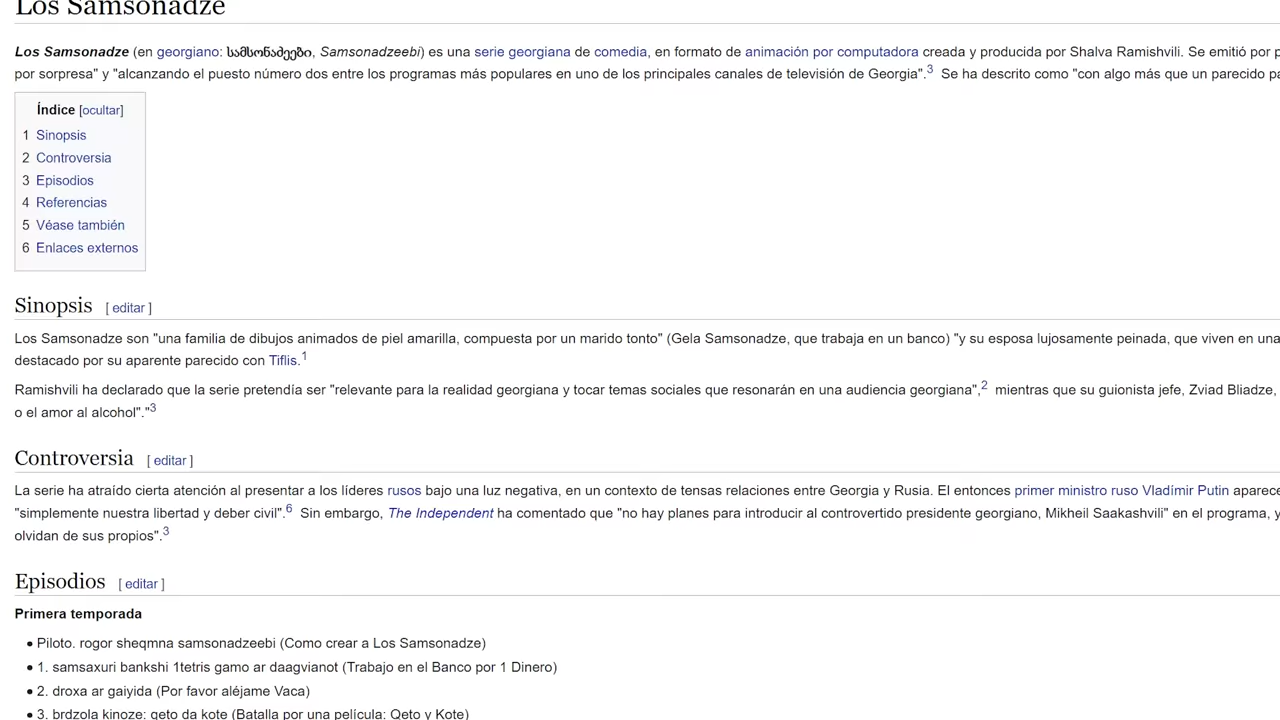 Los Samsonadze
Los Samsonadze (en georgiano: სამსონაძეები, Samsonadzeebi) es una serie georgiana de comedia, en formato de animación por computadora creada y producida por Shalva Ramishvili. Se emitió por
por sorpresa" y "alcanzando el puesto número dos entre los programas más populares en uno de los principales canales de televisión de Georgia".3 Se ha descrito como "con algo más que un parecido
Índice [ocultar]
1 Sinopsis
2 Controversia
3 Episodios
4 Referencias
5 Véase también
6 Enlaces externos
Sinopsis [ editar ]
Los Samsonadze son "una familia de dibujos animados de piel amarilla, compuesta por un marido tonto" (Gela Samsonadze, que trabaja en un banco) "y su esposa lujosamente peinada, que viven en una
destacado por su aparente parecido con Tiflis.1
Ramishvili ha declarado que la serie pretendía ser "relevante para la realidad georgiana y tocar temas sociales que resonarán en una audiencia georgiana",2 mientras que su guionista jefe, Zviad Bliadze,
o el amor al alcohol"."3
Controversia [ editar ]
La serie ha atraído cierta atención al presentar a los líderes rusos bajo una luz negativa, en un contexto de tensas relaciones entre Georgia y Rusia. El entonces primer ministro ruso Vladímir Putin
"simplemente nuestra libertad y deber civil".6 Sin embargo, The Independent ha comentado que "no hay planes para introducir al controvertido presidente georgiano, Mikheil Saakashvili" en el programa, y
olvidan de sus propios".3
Episodios [ editar ]
Primera temporada
• Piloto. rogor sheqmna samsonadzeebi (Como crear a Los Samsonadze)
• 1. samsaxuri bankshi 1tetris gamo ar daagvianot (Trabajo en el Banco por 1 Dinero)
• 2. droxa ar gaiyida (Por favor aléjame Vaca)
• 3. brdzola kinoze: qeto da kote (Batalla por una película: Qeto y Kote)